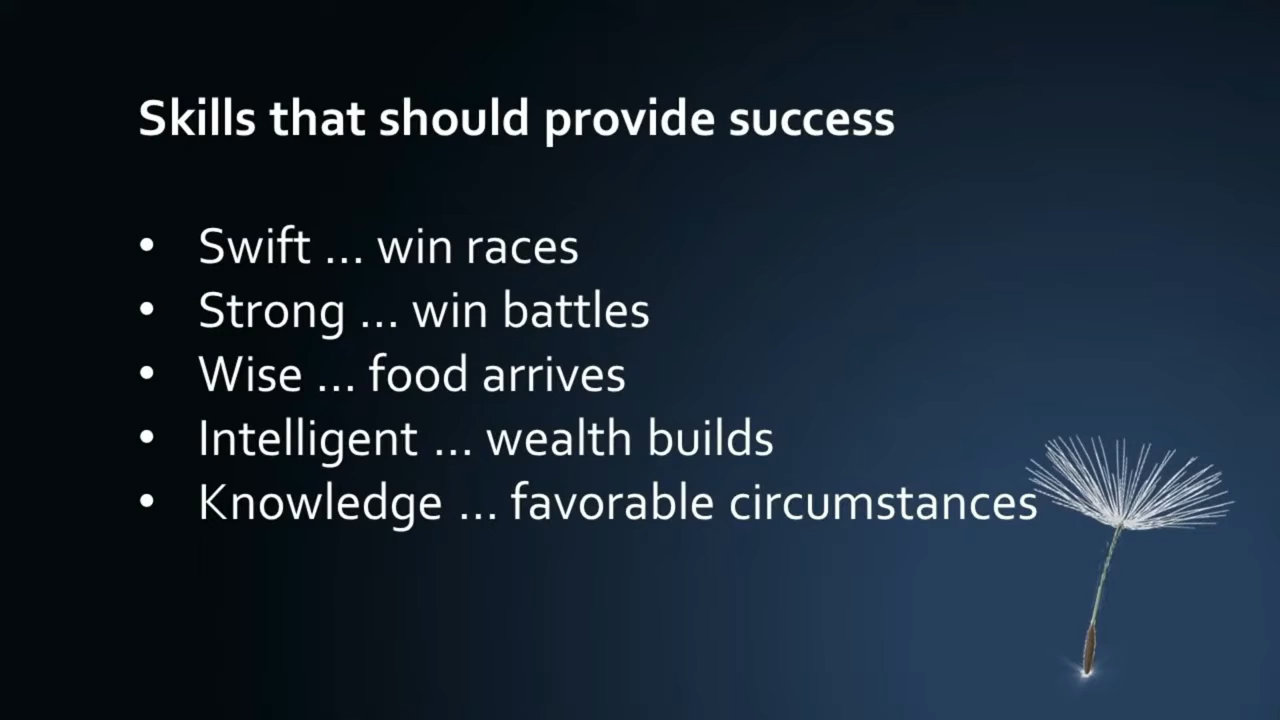 Skills that should provide success
• Swift ... win races
• Strong ... win battles
• Wise ... food arrives
• Intelligent ... wealth builds
• Knowledge ... favorable circumstances